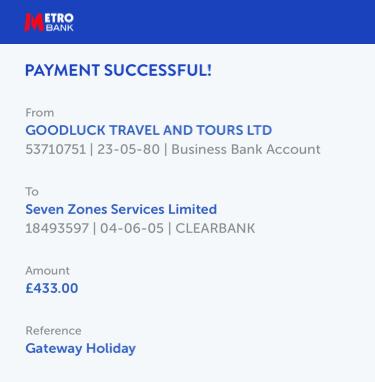 METRO
BANK
PAYMENT SUCCESSFUL!
From
GOODLUCK TRAVEL AND TOURS LTD
53710751 | 23-05-80 | Business Bank Account
To
Seven Zones Services Limited
18493597 | 04-06-05 | CLEARBANK
Amount
£433.00
Reference
Gateway Holiday